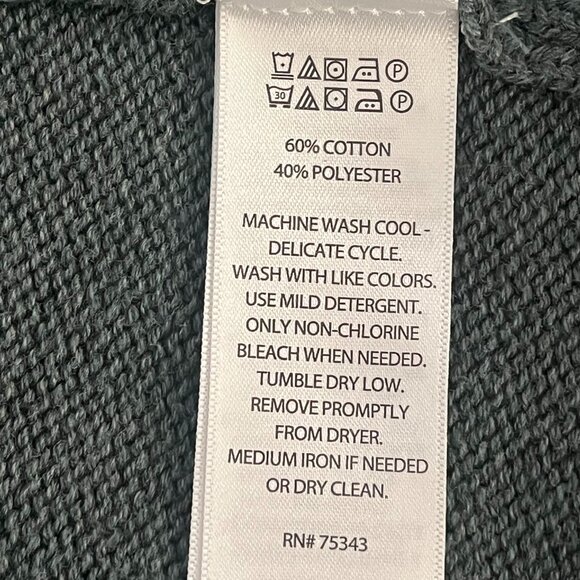 30
60% COTTON
40% POLYESTER
MACHINE WASH COOL -
DELICATE CYCLE.
WASH WITH LIKE COLORS.
USE MILD DETERGENT.
ONLY NON-CHLORINE
BLEACH WHEN NEEDED.
TUMBLE DRY LOW.
REMOVE PROMPTLY
FROM DRYER.
MEDIUM IRON IF NEEDED
OR DRY CLEAN.
RN# 75343